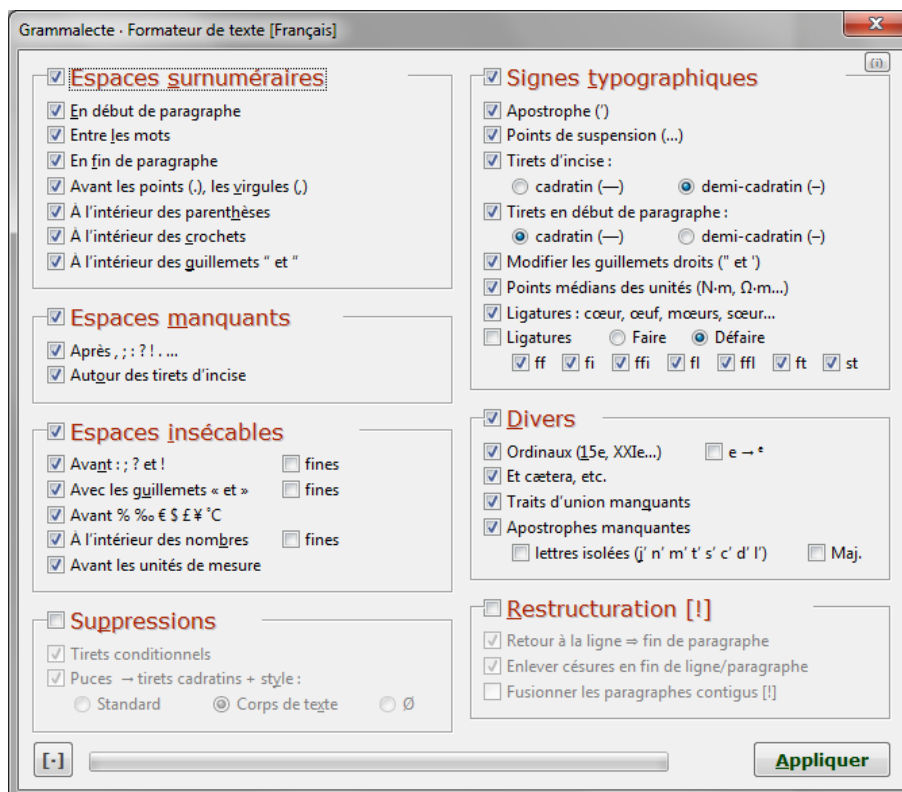 Grammalecte · Formateur de texte [Français]
Espaces surnuméraires
En début de paragraphe
Entre les mots
En fin de paragraphe
Avant les points (.), les virgules (,)
À l'intérieur des parenthèses
À l'intérieur des crochets
À l'intérieur des guillemets “ et “
Espaces manquants
Après , ; : ? ! . …
Autour des tirets d'incise
Espaces insécables
Avant : ; ? et !
fines
Avec les guillemets « et »
fines
Avant % ‰ € $ £ ¥ ˚C
À l'intérieur des nombres
fines
Avant les unités de mesure
Suppressions
Tirets conditionnels
Puces → tirets cadratins + style :
Standard
Corps de texte
Ø
[·]
(i)
Signes typographiques
Apostrophe (’)
Points de suspension (…)
Tirets d'incise :
cadratin (—)
demi-cadratin (–)
Tirets en début de paragraphe :
cadratin (—)
demi-cadratin (–)
Modifier les guillemets droits (" et ')
Points médians des unités (N·m, Ω·m…)
Ligatures : cœur, œuf, mœurs, sœur…
Ligatures
Faire
Défaire
ff fi ffi fl ffl ft st
Divers
Ordinaux (15e, XXIe…)
e → ᵉ
Et cætera, etc.
Traits d'union manquants
Apostrophes manquantes
lettres isolées (j’ n’ m’ t’ s’ c’ d’ l’)
Maj.
Restructuration [!]
Retour à la ligne ⇒ fin de paragraphe
Enlever césures en fin de ligne/paragraphe
Fusionner les paragraphes contigus [!]
Appliquer